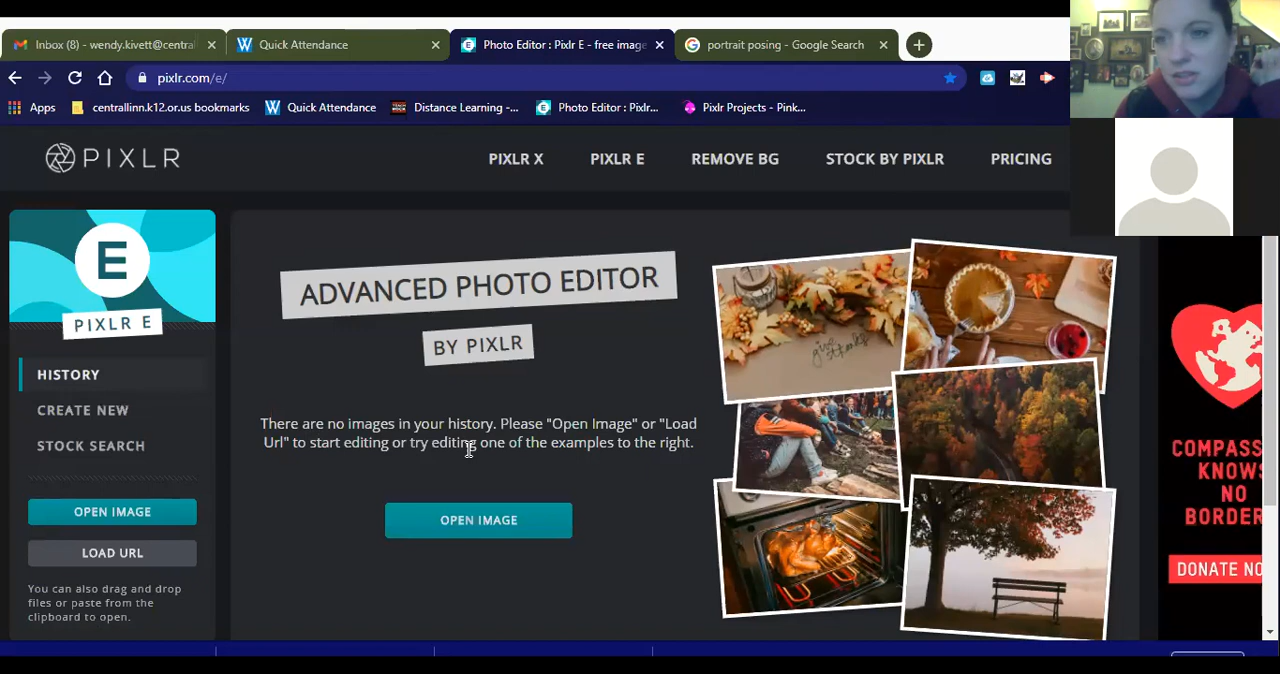 Inbox (8) - wendy.kivett@central
Quick Attendance
Photo Editor : Pixlr E - free image
portrait posing - Google Search
pixlr.com/e/
Apps
centrallinn.k12.or.us bookmarks
Quick Attendance
Distance Learning -...
Photo Editor : Pixlr...
Pixlr Projects - Pink...
PIXLR
PIXLR X
PIXLR E
REMOVE BG
STOCK BY PIXLR
PRICING
E
PIXLR E
HISTORY
CREATE NEW
STOCK SEARCH
OPEN IMAGE
LOAD URL
You can also drag and drop
files or paste from the
clipboard to open.
ADVANCED PHOTO EDITOR
BY PIXLR
There are no images in your history. Please "Open Image" or "Load
Url" to start editing or try editing one of the examples to the right.
OPEN IMAGE
give thanks
COMPASS
KNOWS
NO
BORDER
DONATE NO